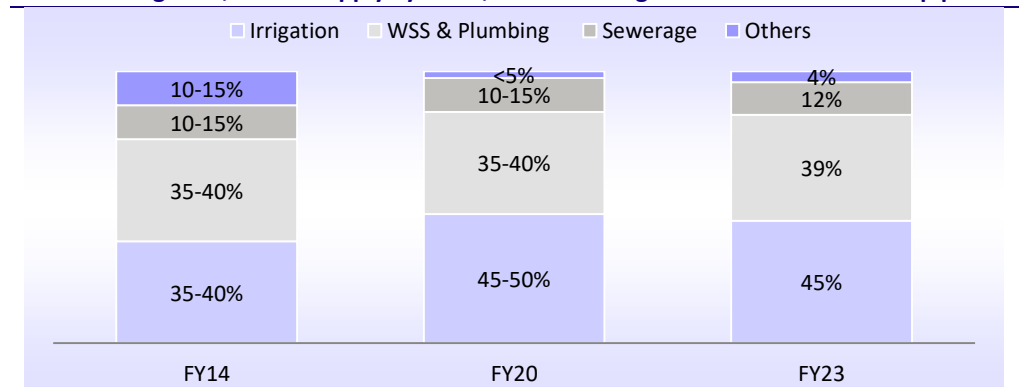 Irrigation WSS & Plumbing Sewerage Others
10-15% <5% 4%
10-15% 10-15% 12%
35-40% 35-40% 39%
35-40% 45-50% 45%
FY14 FY20 FY23